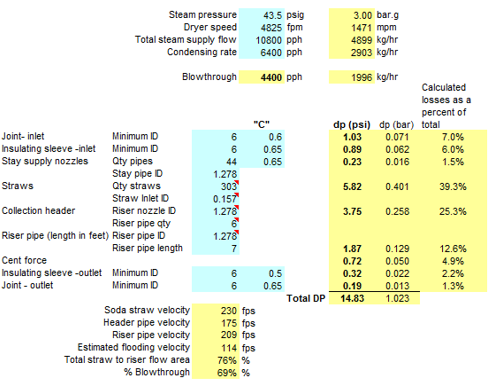 Steam pressure 43.5 psig 3.00 bar.g
Dryer speed 4825 fpm 1471 mpm
Total steam supply flow 10800 pph 4899 kg/hr
Condensing rate 6400 pph 2903 kg/hr
Blowthrough 4400 pph 1996 kg/hr
Calculated
losses as a
percent of
"C" dp (psi) dp (bar) total
Joint- inlet Minimum ID 6 0.6 1.03 0.071 7.0%
Insulating sleeve -inlet Minimum ID 6 0.65 0.89 0.062 6.0%
Stay supply nozzles Qty pipes 44 0.65 0.23 0.016 1.5%
Stay pipe ID 1.278
Straws Qty straws 303 5.82 0.401 39.3%
Straw Inlet ID 0.157
Collection header Riser nozzle ID 1.278 3.75 0.258 25.3%
Riser pipe qty 6
Riser pipe (length in feet) Riser pipe ID 1.278
Riser pipe length 7 1.87 0.129 12.6%
Cent force 0.72 0.050 4.9%
Insulating sleeve -outlet Minimum ID 6 0.5 0.32 0.022 2.2%
Joint - outlet Minimum ID 6 0.65 0.19 0.013 1.3%
Total DP 14.83 1.023
Soda straw velocity 230 fps
Header pipe velocity 175 fps
Riser pipe velocity 209 fps
Estimated flooding velocity 114 fps
Total straw to riser flow area 76% %
% Blowthrough 69% %